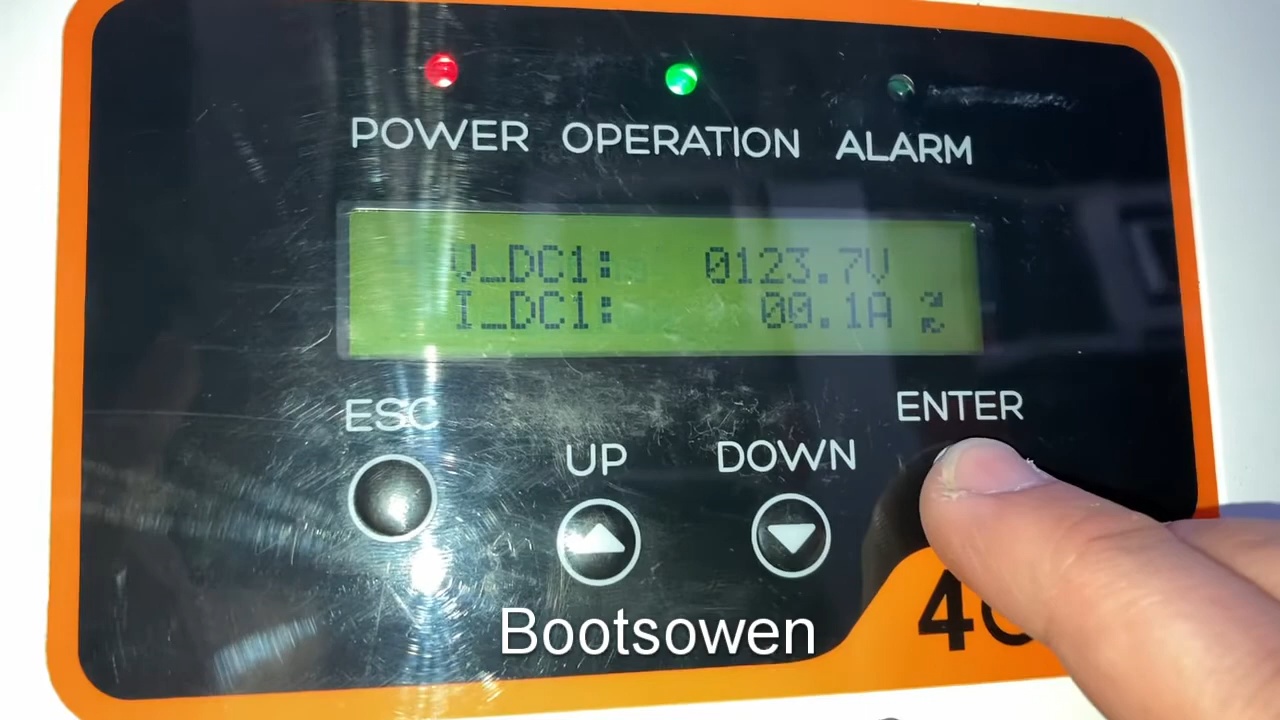 POWER OPERATION ALARM
V_DC1: 0123.7V
I_DC1: 00.1A
ESC
UP
DOWN
ENTER
Bootsowen